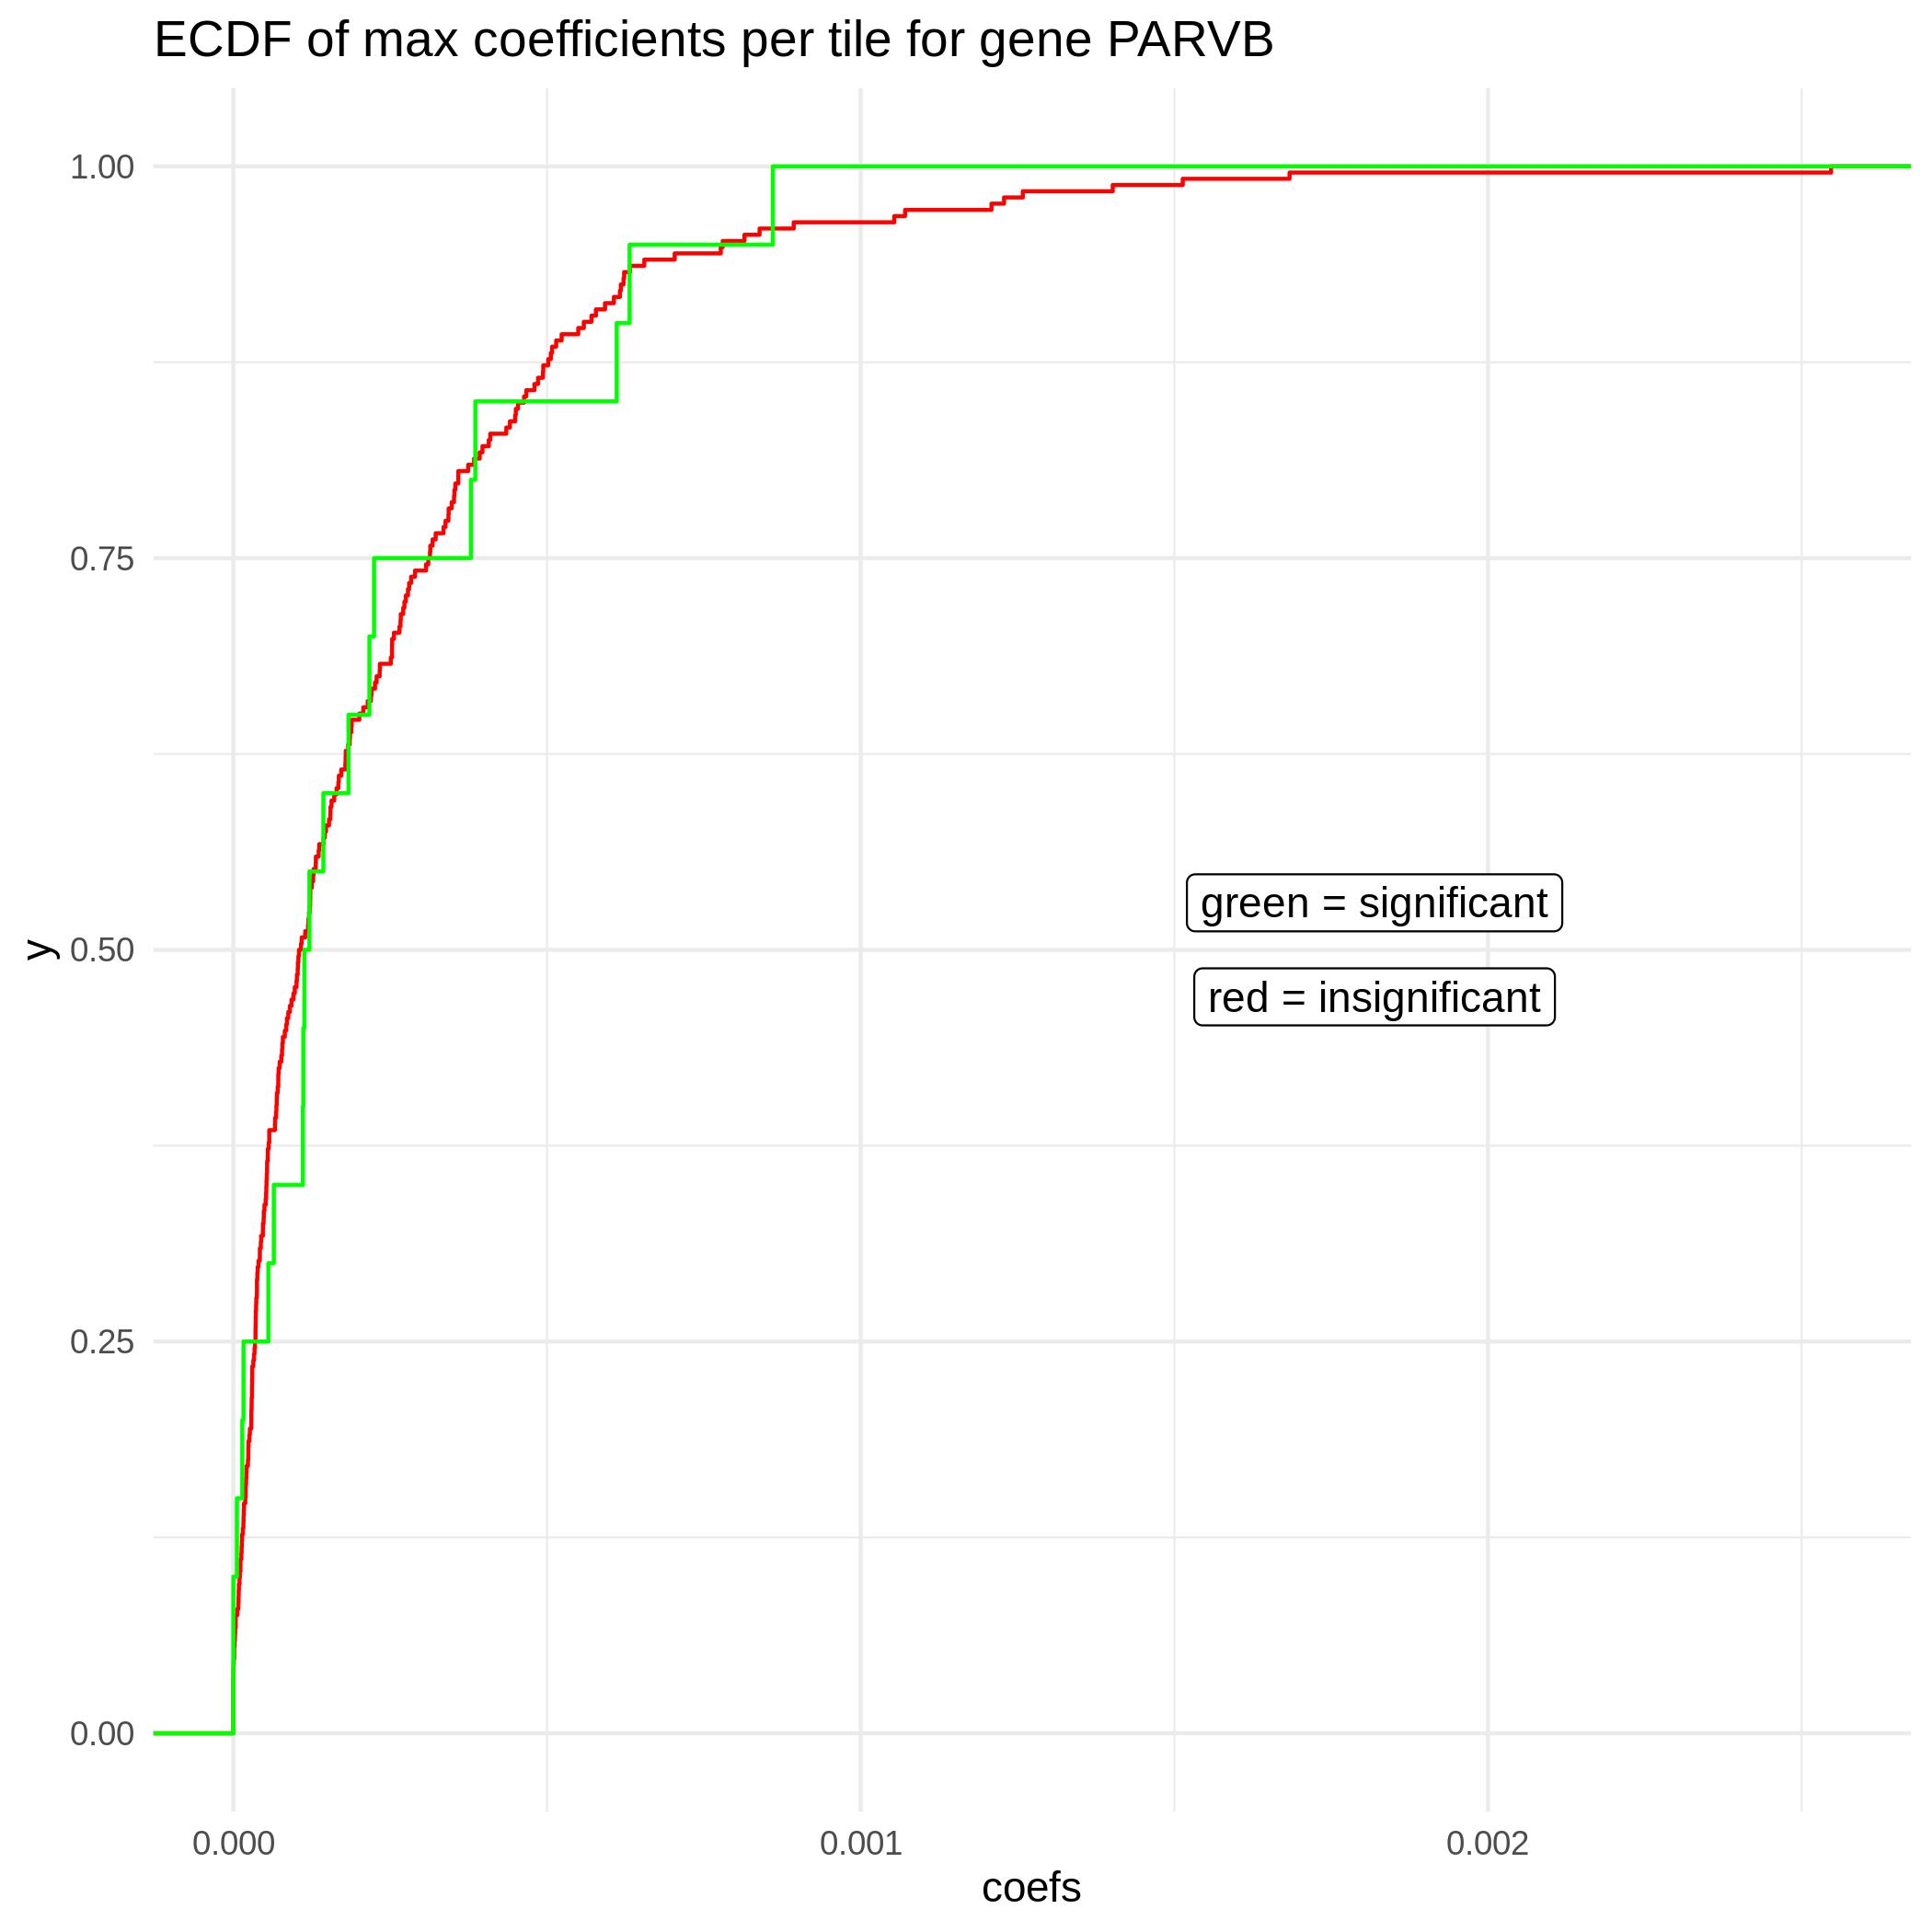 ECDF of max coefficients per tile for gene PARVB
1.00
0.75
0.50
0.25
0.00
y
green = significant
red = insignificant
0.000
0.001
0.002
coefs